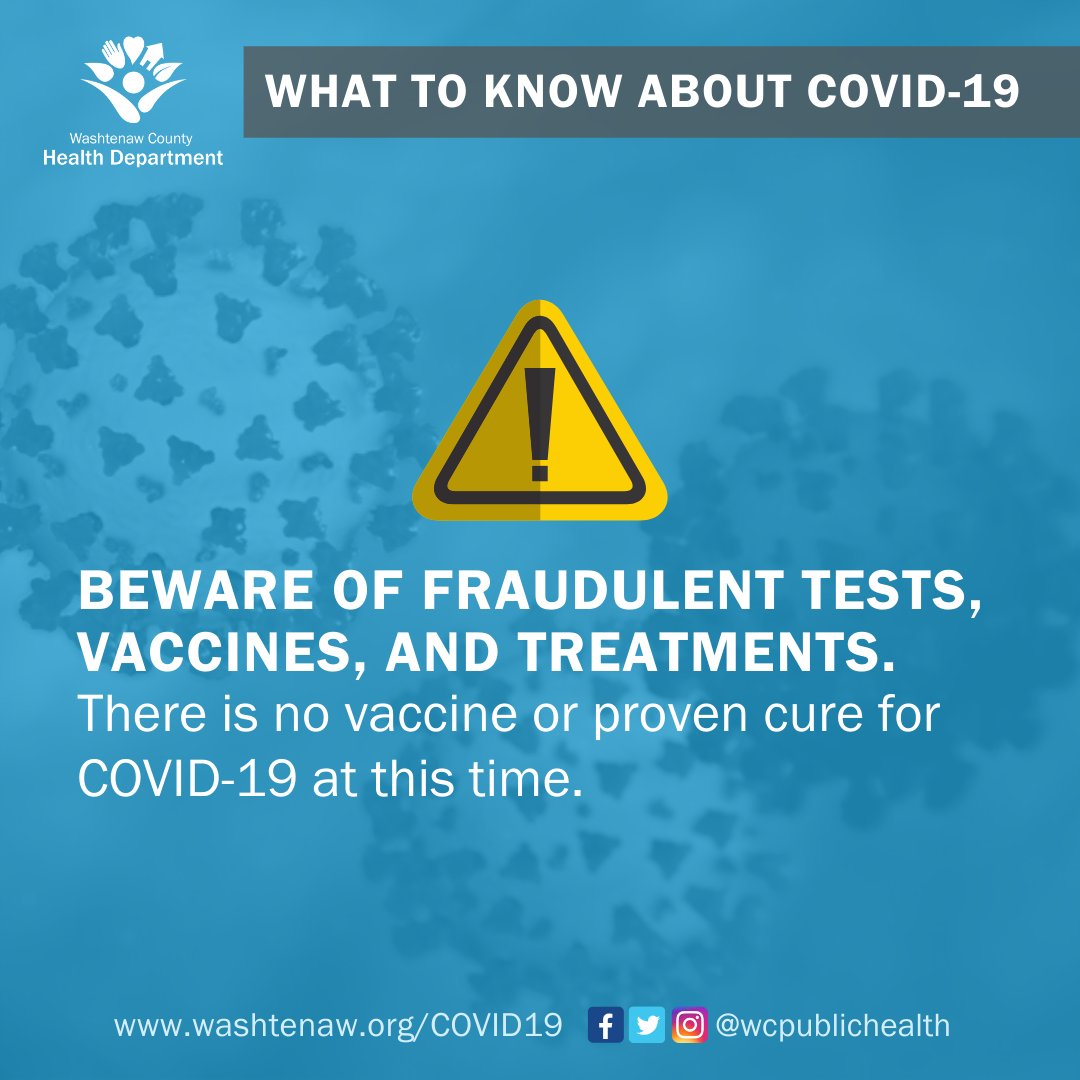 Washtenaw County
Health Department
WHAT TO KNOW ABOUT COVID-19
!
BEWARE OF FRAUDULENT TESTS,
VACCINES, AND TREATMENTS.
There is no vaccine or proven cure for
COVID-19 at this time.
www.washtenaw.org/COVID19 @wcpublichealth